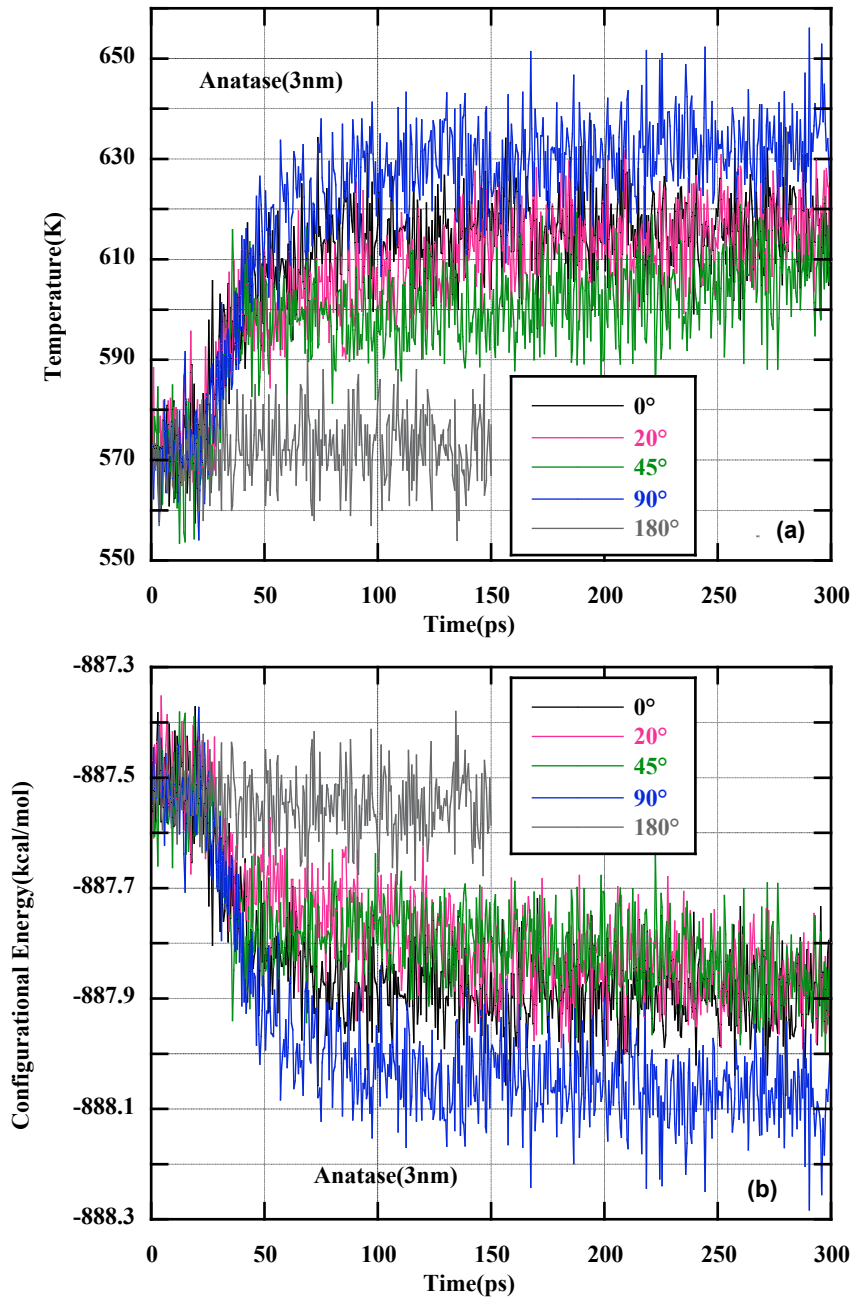 650
630
610
590
570
550
Temperature(K)
Anatase(3nm)
0°
20°
45°
90°
180°
(a)
0 50 100 150 200 250 300
Time(ps)
-887.3
-887.5
-887.7
-887.9
-888.1
-888.3
Configurational Energy(kcal/mol)
0°
20°
45°
90°
180°
Anatase(3nm)
(b)
0 50 100 150 200 250 300
Time(ps)